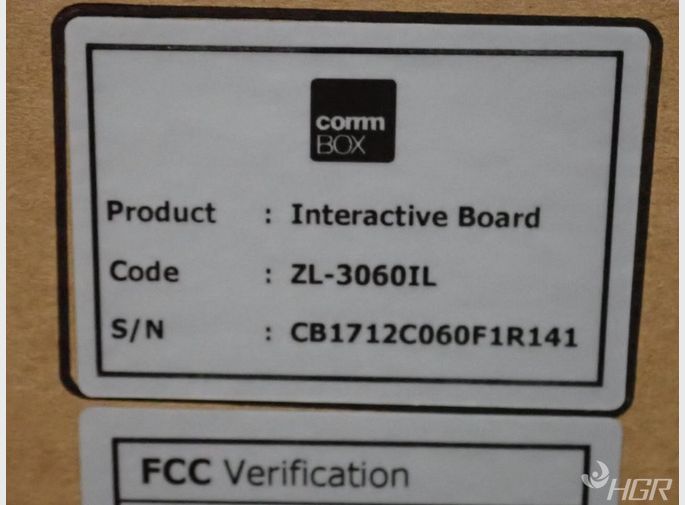 comm
BOX
Product : Interactive Board
Code : ZL-3060IL
S/N : CB1712C060F1R141
FCC Verification
HGR